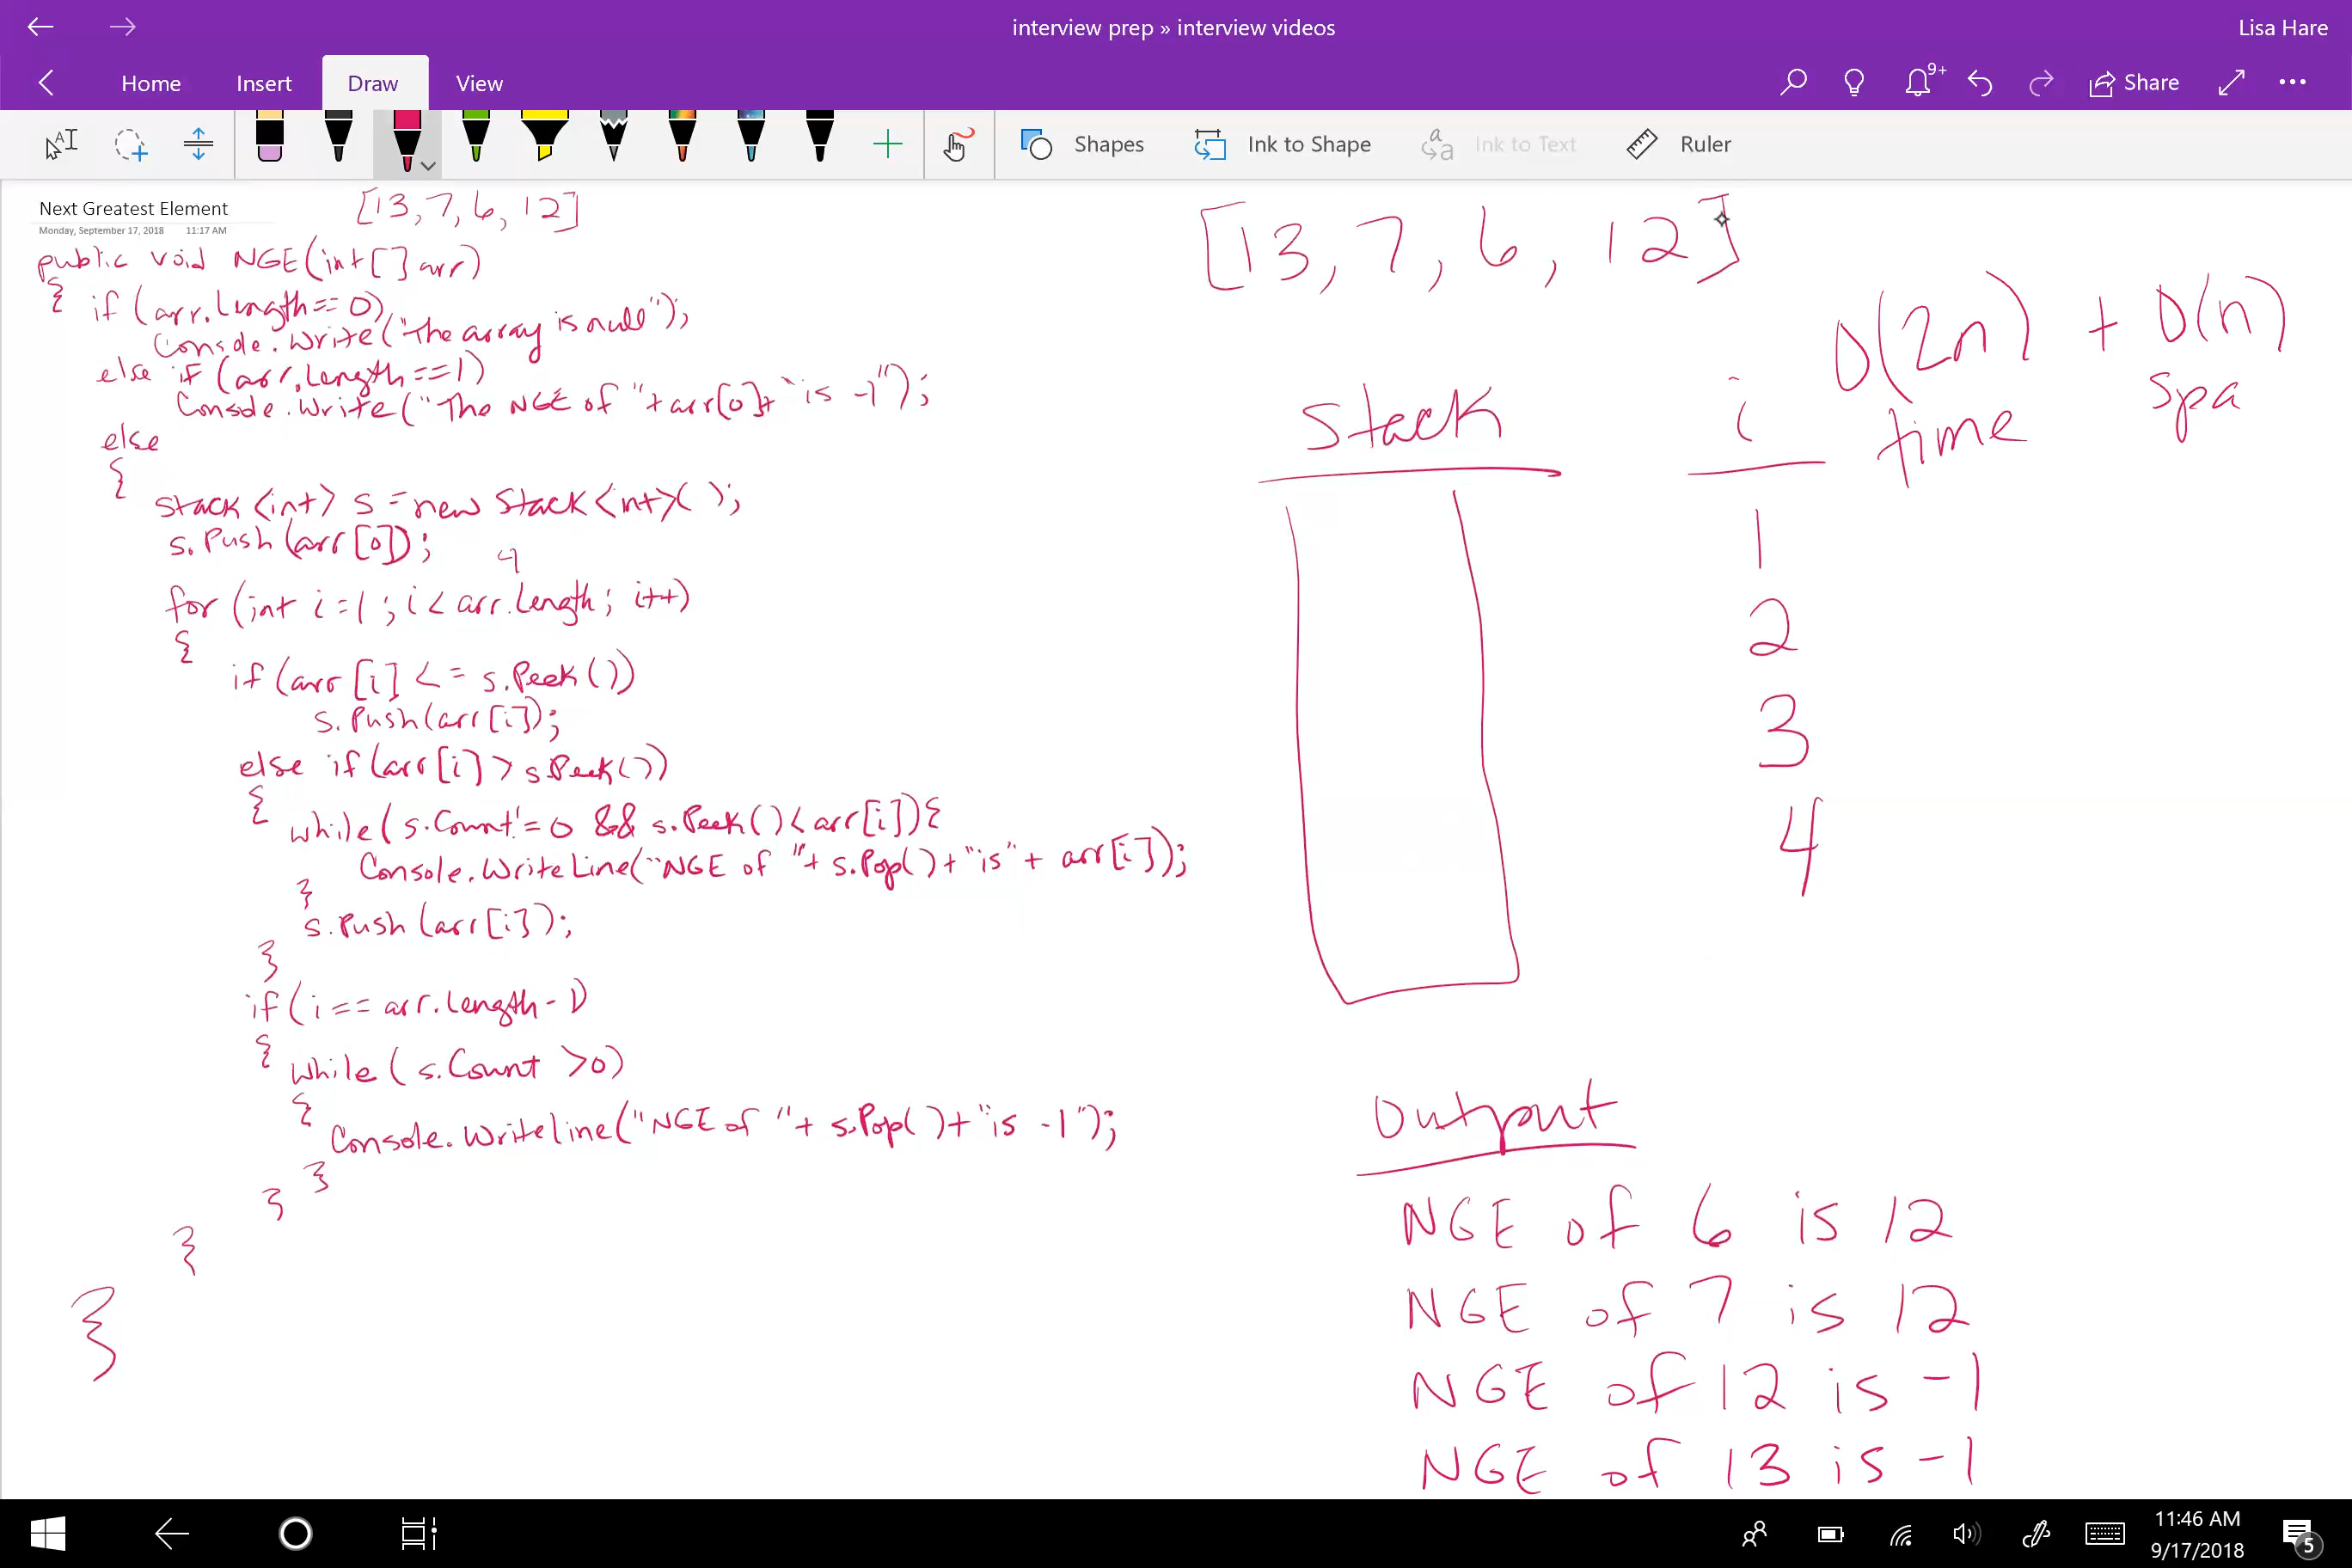 interview prep » interview videos
Lisa Hare
Home
Insert
Draw
View
9+
Share
Shapes
Ink to Shape
Ink to Text
Ruler
Next Greatest Element
Monday, September 17, 2018 11:17 AM
[13, 7, 6, 12]
public void NGE(int[] arr)
{ if (arr.Length == 0)
Console.Write("The array is null");
else if (arr.Length == 1)
Console.Write("The NGE of "+arr[0]+ "is -1");
else
{
Stack <int> s = new Stack<int>();
s.Push(arr[0]);
4
for (int i = 1; i < arr.Length; i++)
{
if (arr[i] <= s.Peek())
s.Push(arr[i]);
else if (arr[i] > s.Peek())
{
while (s.Count != 0 && s.Peek() < arr[i]){
Console.WriteLine("NGE of "+ s.Pop() + "is" + arr[i]);
}
s.Push(arr[i]);
}
if (i == arr.Length - 1)
{
while (s.Count > 0)
{
Console.WriteLine("NGE of "+ s.Pop() + "is -1");
}
}
}
}
[13, 7, 6, 12]
O(2n) + O(n)
time spa
Stack i
1
2
3
4
Output
NGE of 6 is 12
NGE of 7 is 12
NGE of 12 is -1
NGE of 13 is -1
11:46 AM
9/17/2018
5